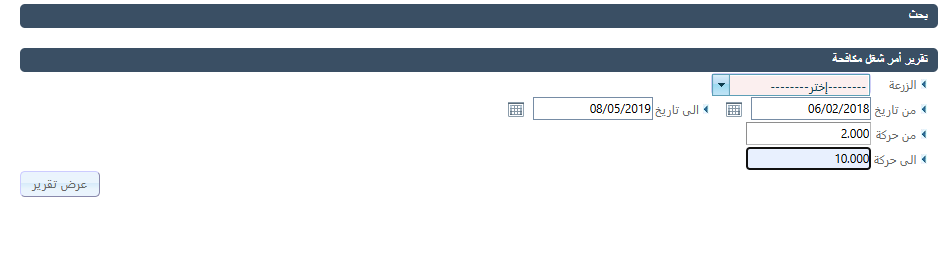 بحث
تقرير أمر شغل مكافحة
الزرعة --------إختر--------
من تاريخ 06/02/2018 الى تاريخ 08/05/2019
من حركة 2.000
الى حركة 10.000
عرض تقرير